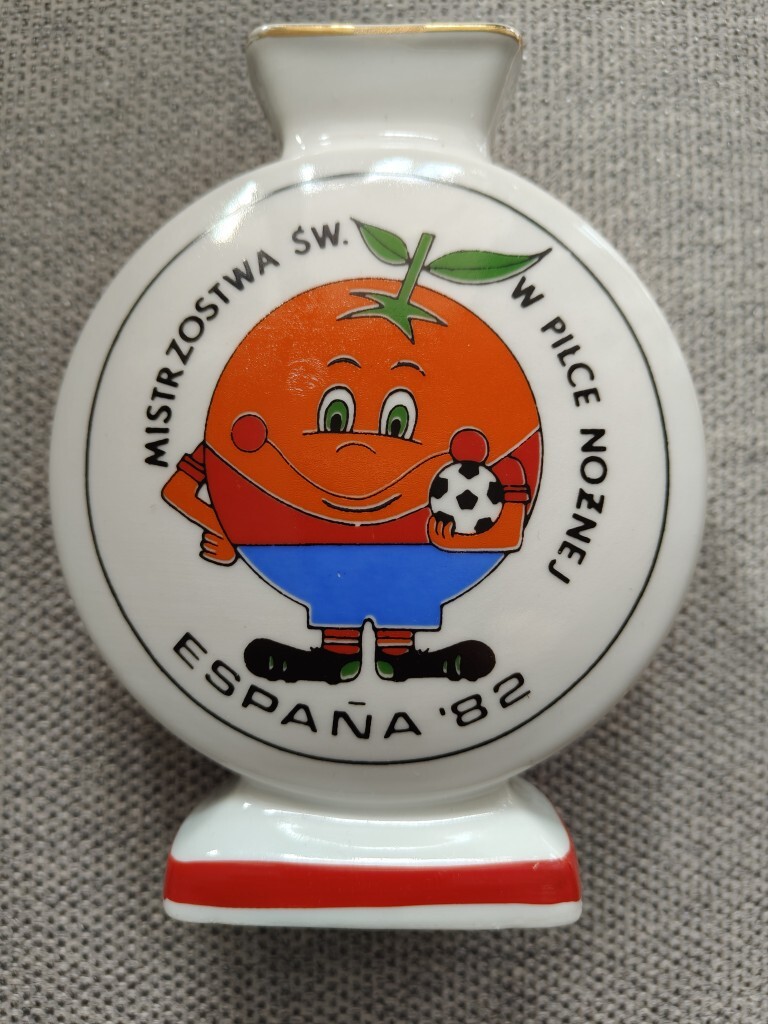 MISTRZOSTWA ŚW. W PIŁCE NOŻNEJ
ESPAÑA '82